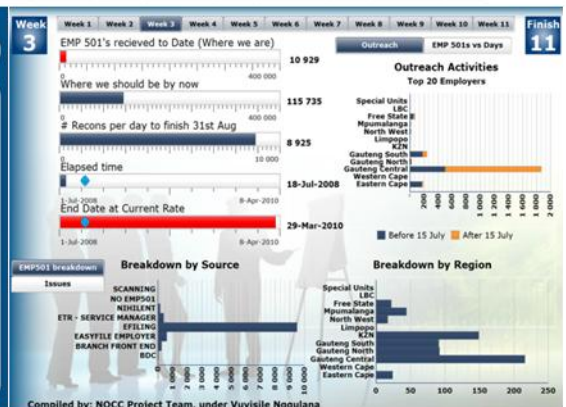 Week
3
Week 1 Week 2 Week 3 Week 4 Week 5 Week 6 Week 7 Week 8 Week 9 Week 10 Week 11
Finish
11
EMP 501's recieved to Date (Where we are)
10 929
0 400 000
Where we should be by now
115 735
0 400 000
# Recons per day to finish 31st Aug
8 925
0 10 000
Elapsed time
18-Jul-2008
1-Jul-2008 8-Apr-2010
End Date at Current Rate
29-Mar-2010
1-Jul-2008 8-Apr-2010
Outreach EMP 501s vs Days
Outreach Activities
Top 20 Employers
Special Units
LBC
Free State
Mpumalanga
North West
Limpopo
KZN
Gauteng South
Gauteng North
Gauteng Central
Western Cape
Eastern Cape
200 400 600 800 1 000 1 200 1 400 1 600 1 800 2 000
Before 15 July After 15 July
EMP501 breakdown
Issues
Breakdown by Source
SCANNING
NO EMP501
NIHILENT
ETR - SERVICE MANAGER
EFILING
EASYFILE EMPLOYER
BRANCH FRONT END
BDC
0 1 000 2 000 3 000 4 000 5 000 6 000 7 000 8 000 9 000 10 000
Breakdown by Region
Special Units
LBC
Free State
Mpumalanga
North West
Limpopo
KZN
Gauteng South
Gauteng North
Gauteng Central
Western Cape
Eastern Cape
0 50 100 150 200 250
Compiled by: NOCC Project Team, under Vuyisile Ngqulana